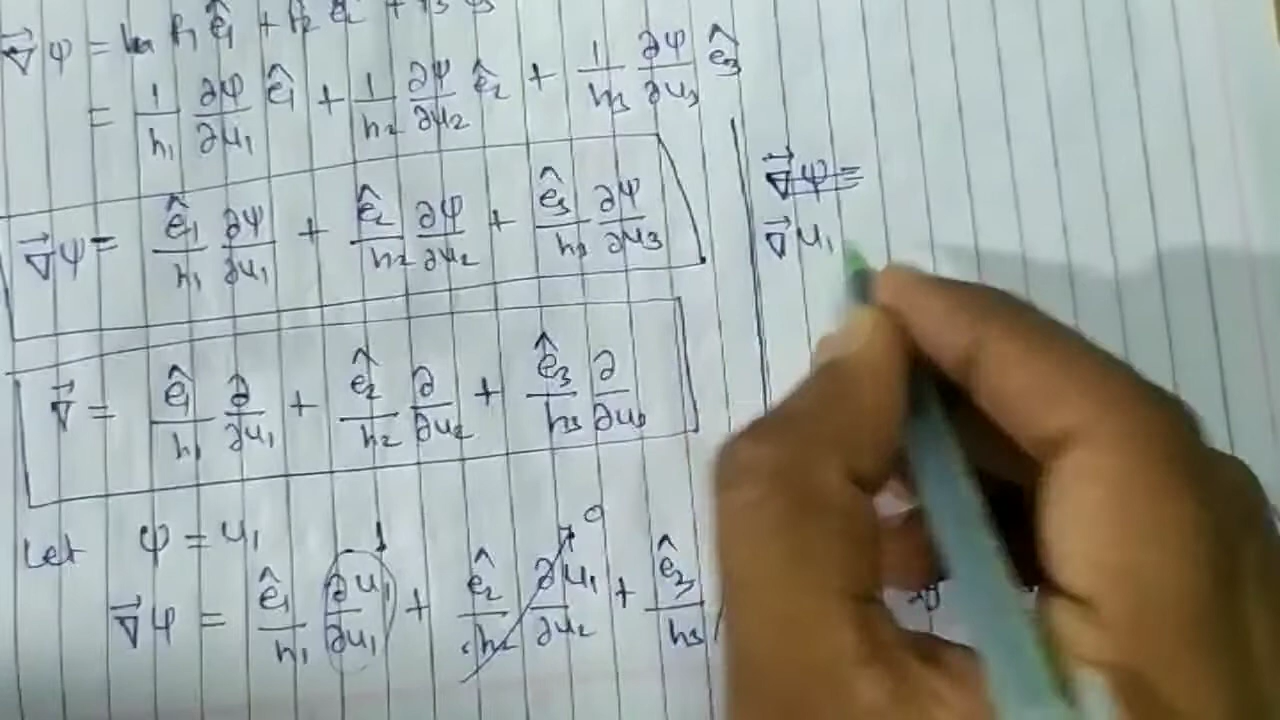 ∇⃗ψ = h₁ ê₁ + h₂ ê₂ +
= 1/h₁ ∂ψ/∂u₁ ê₁ + 1/h₂ ∂ψ/∂u₂ ê₂ + 1/h₃ ∂ψ/∂u₃ ê₃
∇⃗ψ = ê₁/h₁ ∂ψ/∂u₁ + ê₂/h₂ ∂ψ/∂u₂ + ê₃/h₃ ∂ψ/∂u₃
∇⃗ = ê₁/h₁ ∂/∂u₁ + ê₂/h₂ ∂/∂u₂ + ê₃/h₃ ∂/∂u₃
Let ψ = u₁
∇⃗ψ = ê₁/h₁ ∂u₁/∂u₁ 1 + ê₂/h₂ ∂u₁/∂u₂ 0 + ê₃/h₃
∇⃗ψ =
∇⃗u₁